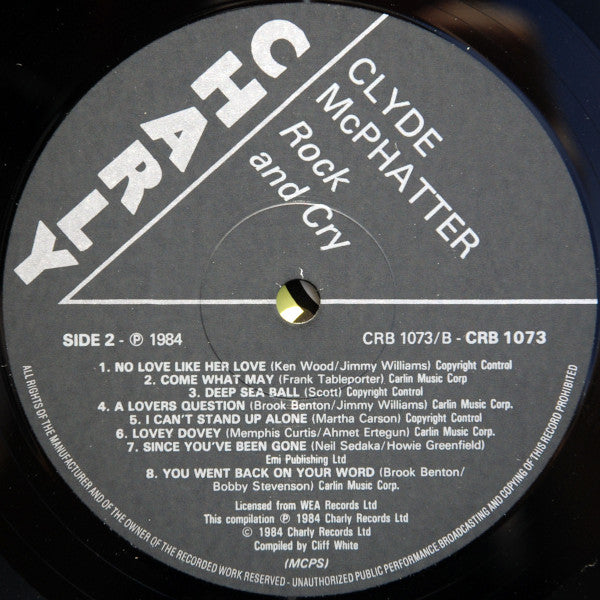 CHARLY
CLYDE
McPHATTER
Rock
and Cry
SIDE 2 - ℗ 1984
CRB 1073/B - CRB 1073
1. NO LOVE LIKE HER LOVE (Ken Wood/Jimmy Williams) Copyright Control
2. COME WHAT MAY (Frank Tableporter) Carlin Music Corp
3. DEEP SEA BALL (Scott) Copyright Control
4. A LOVERS QUESTION (Brook Benton/Jimmy Williams) Carlin Music Corp.
5. I CAN'T STAND UP ALONE (Martha Carson) Copyright Control
6. LOVEY DOVEY (Memphis Curtis/Ahmet Ertegun) Carlin Music Corp
7. SINCE YOU'VE BEEN GONE (Neil Sedaka/Howie Greenfield)
Emi Publishing Ltd
8. YOU WENT BACK ON YOUR WORD (Brook Benton/
Bobby Stevenson) Carlin Music Corp.
Licensed from WEA Records Ltd
This compilation ℗ 1984 Charly Records Ltd
© 1984 Charly Records Ltd
Compiled by Cliff White
(MCPS)
ALL RIGHTS OF THE MANUFACTURER AND OF THE OWNER OF THE RECORDED WORK RESERVED - UNAUTHORIZED PUBLIC PERFORMANCE BROADCASTING AND COPYING OF THIS RECORD PROHIBITED